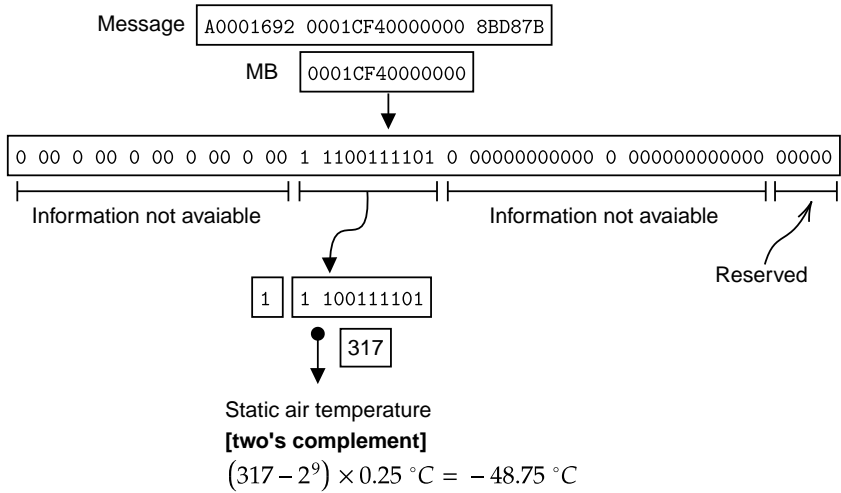 Message A0001692 0001CF40000000 8BD87B
MB 0001CF40000000
0 00 0 00 0 00 0 00 0 00 1 1100111101 0 00000000000 0 000000000000 00000
Information not avaiable Information not avaiable
Reserved
1 1 100111101
317
Static air temperature
[two's complement]
(317 − 2⁹) × 0.25 °C = − 48.75 °C